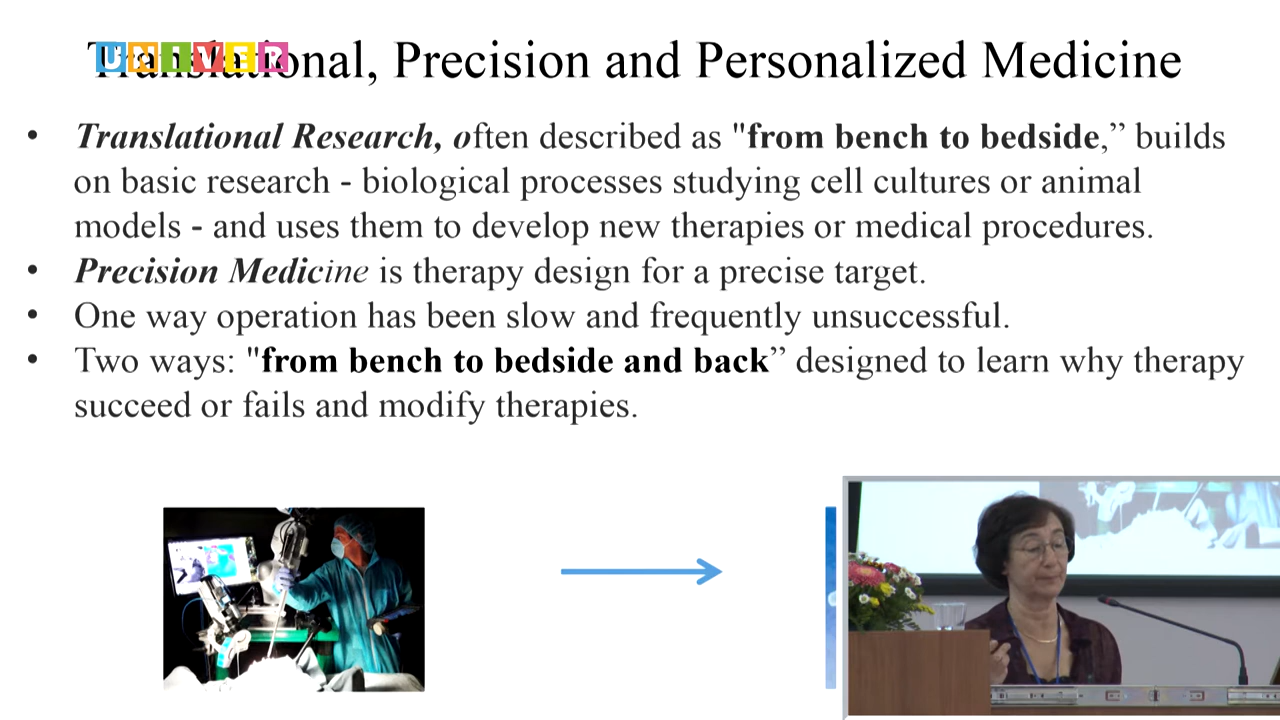 UNIVER
Translational, Precision and Personalized Medicine
• Translational Research, often described as "from bench to bedside,” builds
on basic research - biological processes studying cell cultures or animal
models - and uses them to develop new therapies or medical procedures.
• Precision Medicine is therapy design for a precise target.
• One way operation has been slow and frequently unsuccessful.
• Two ways: "from bench to bedside and back” designed to learn why therapy
succeed or fails and modify therapies.